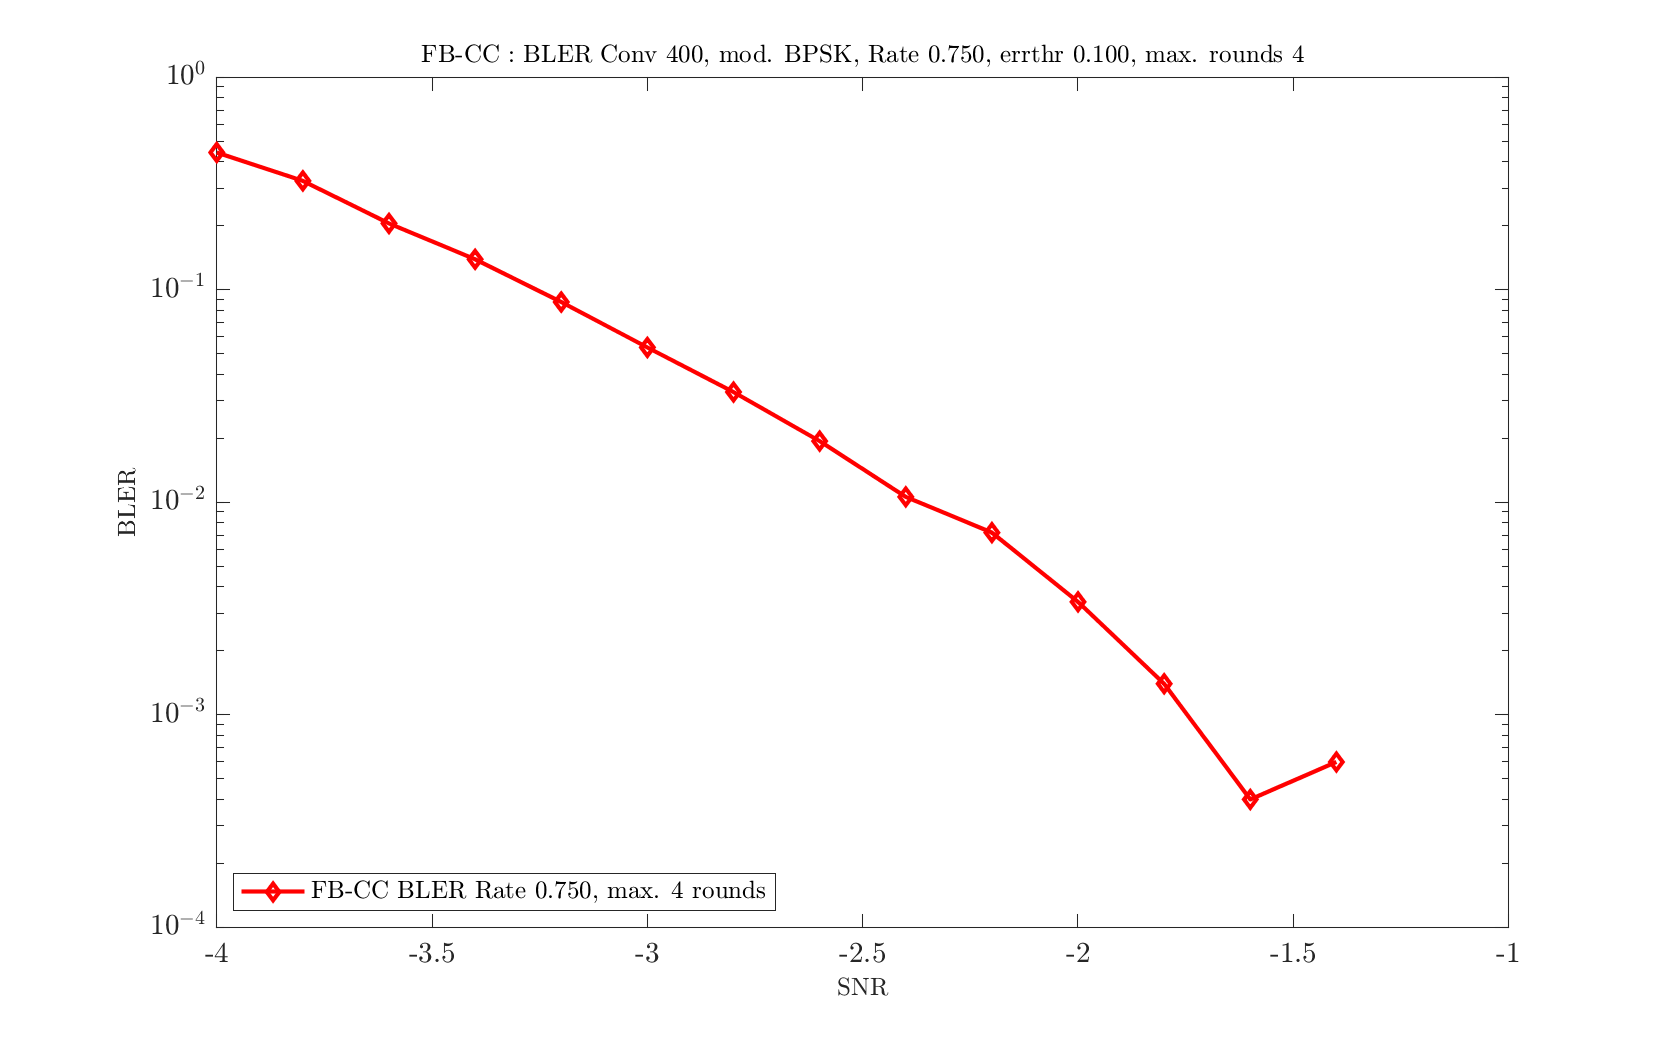 FB-CC : BLER Conv 400, mod. BPSK, Rate 0.750, errthr 0.100, max. rounds 4
10^0
10^{-1}
10^{-2}
10^{-3}
10^{-4}
BLER
FB-CC BLER Rate 0.750, max. 4 rounds
-4 -3.5 -3 -2.5 -2 -1.5 -1
SNR